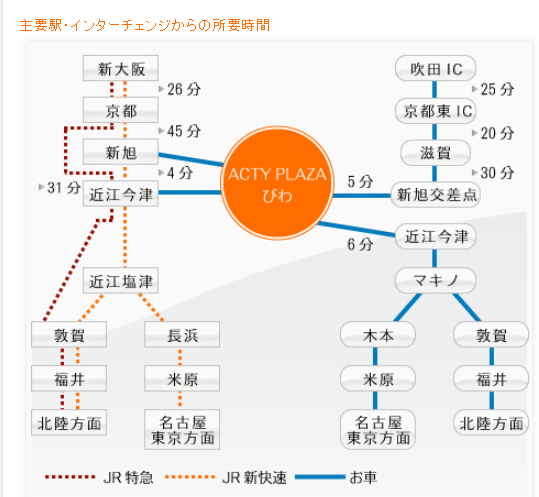 主要駅・インターチェンジからの所要時間
新大阪
26分
京都
45分
新旭
4分
31分
近江今津
近江塩津
敦賀
長浜
福井
米原
北陸方面
名古屋
東京方面
ACTY PLAZA
びわ
5分
6分
吹田IC
25分
京都東IC
20分
滋賀
30分
新旭交差点
近江今津
マキノ
木本
敦賀
米原
福井
名古屋
東京方面
北陸方面
JR特急
JR新快速
お車